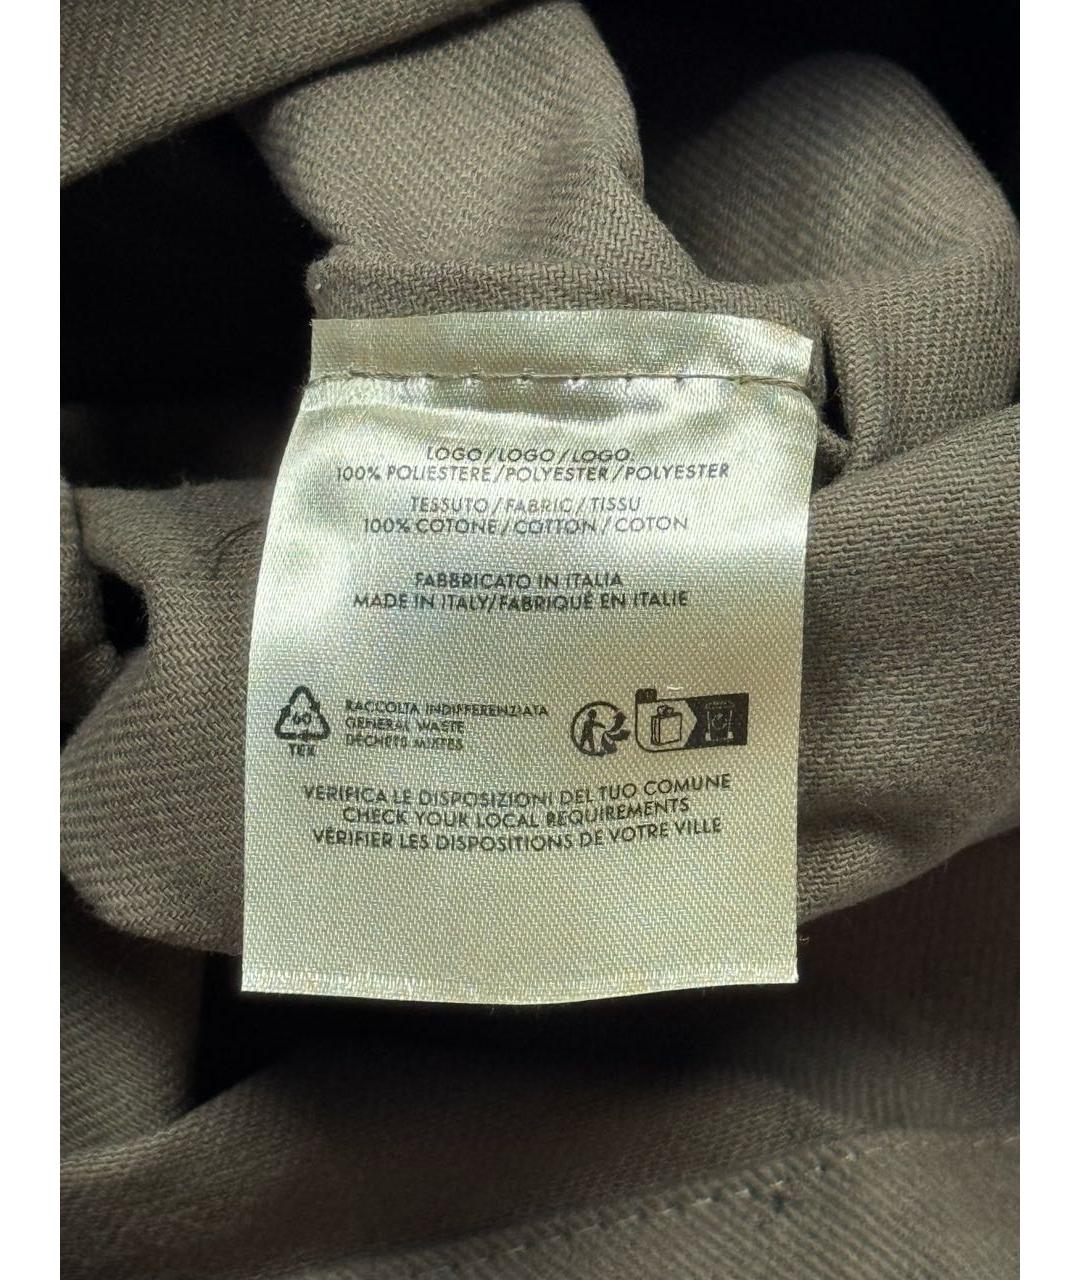 LOGO/LOGO/LOGO:
100% POLIESTERE/POLYESTER/POLYESTER
TESSUTO/FABRIC/TISSU
100% COTONE/COTTON/COTON
FABBRICATO IN ITALIA
MADE IN ITALY/FABRIQUÉ EN ITALIE
60
TEX
RACCOLTA INDIFFERENZIATA
GENERAL WASTE
DÉCHETS MIXTES
VERIFICA LE DISPOSIZIONI DEL TUO COMUNE
CHECK YOUR LOCAL REQUIREMENTS
VÉRIFIER LES DISPOSITIONS DE VOTRE VILLE